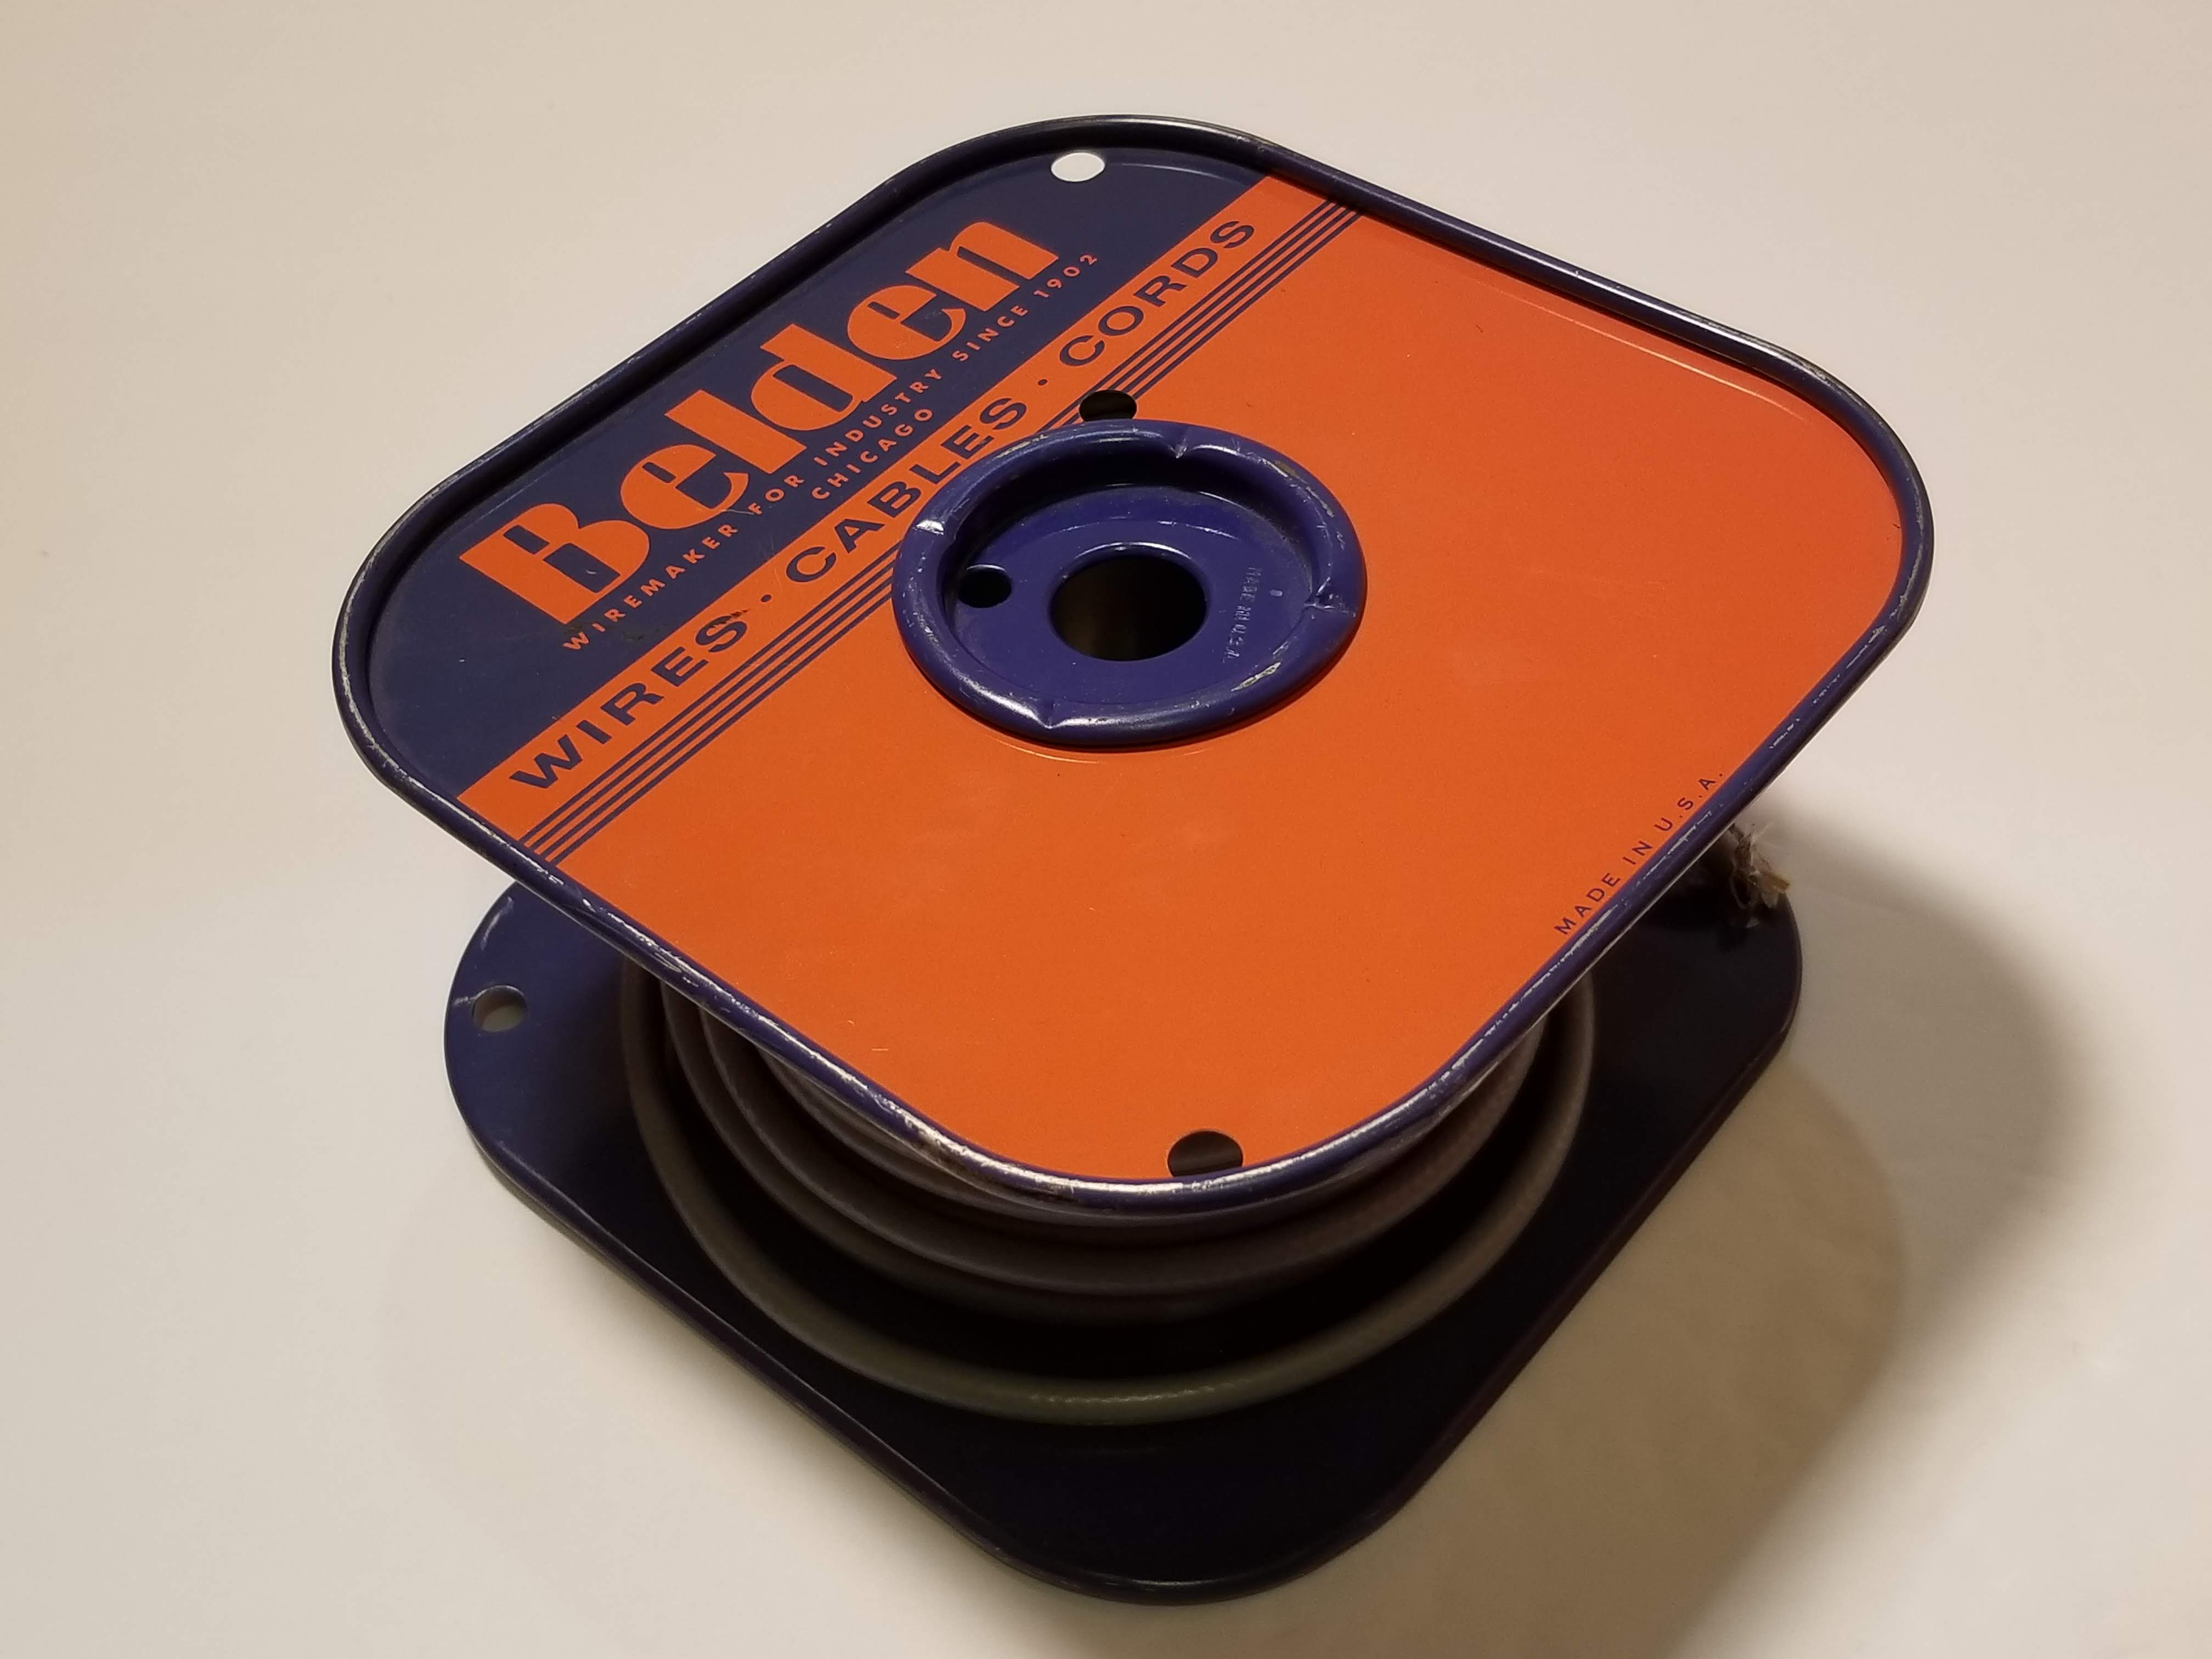 Belden
WIREMAKER FOR INDUSTRY SINCE 1902
CHICAGO
WIRES · CABLES · CORDS
MADE IN U.S.A.
MADE IN U.S.A.